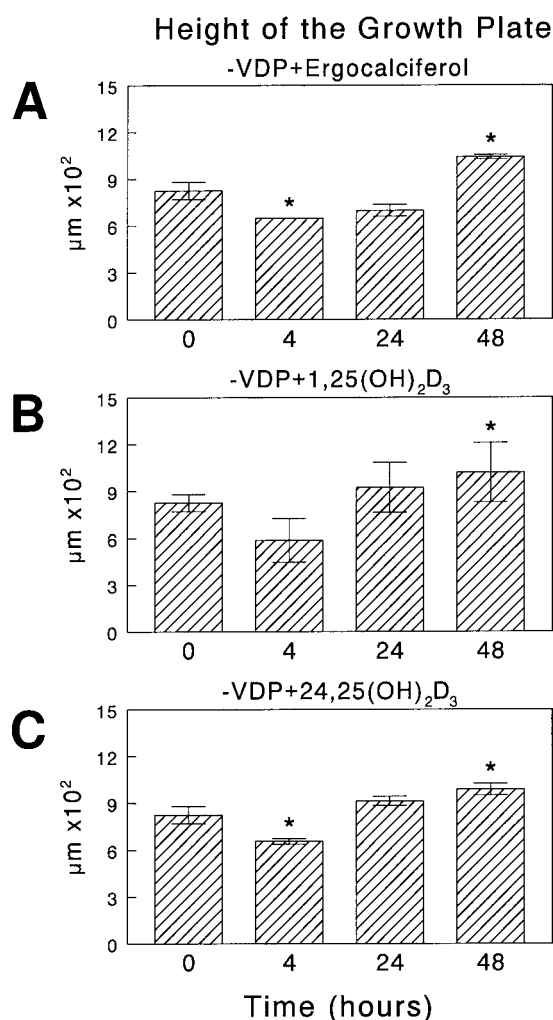 Height of the Growth Plate
-VDP+Ergocalciferol
A
µm x10²
15
12
9
6
3
0
*
*
0 4 24 48
-VDP+1,25(OH)₂D₃
B
µm x10²
15
12
9
6
3
0
*
0 4 24 48
-VDP+24,25(OH)₂D₃
C
µm x10²
15
12
9
6
3
0
*
*
0 4 24 48
Time (hours)